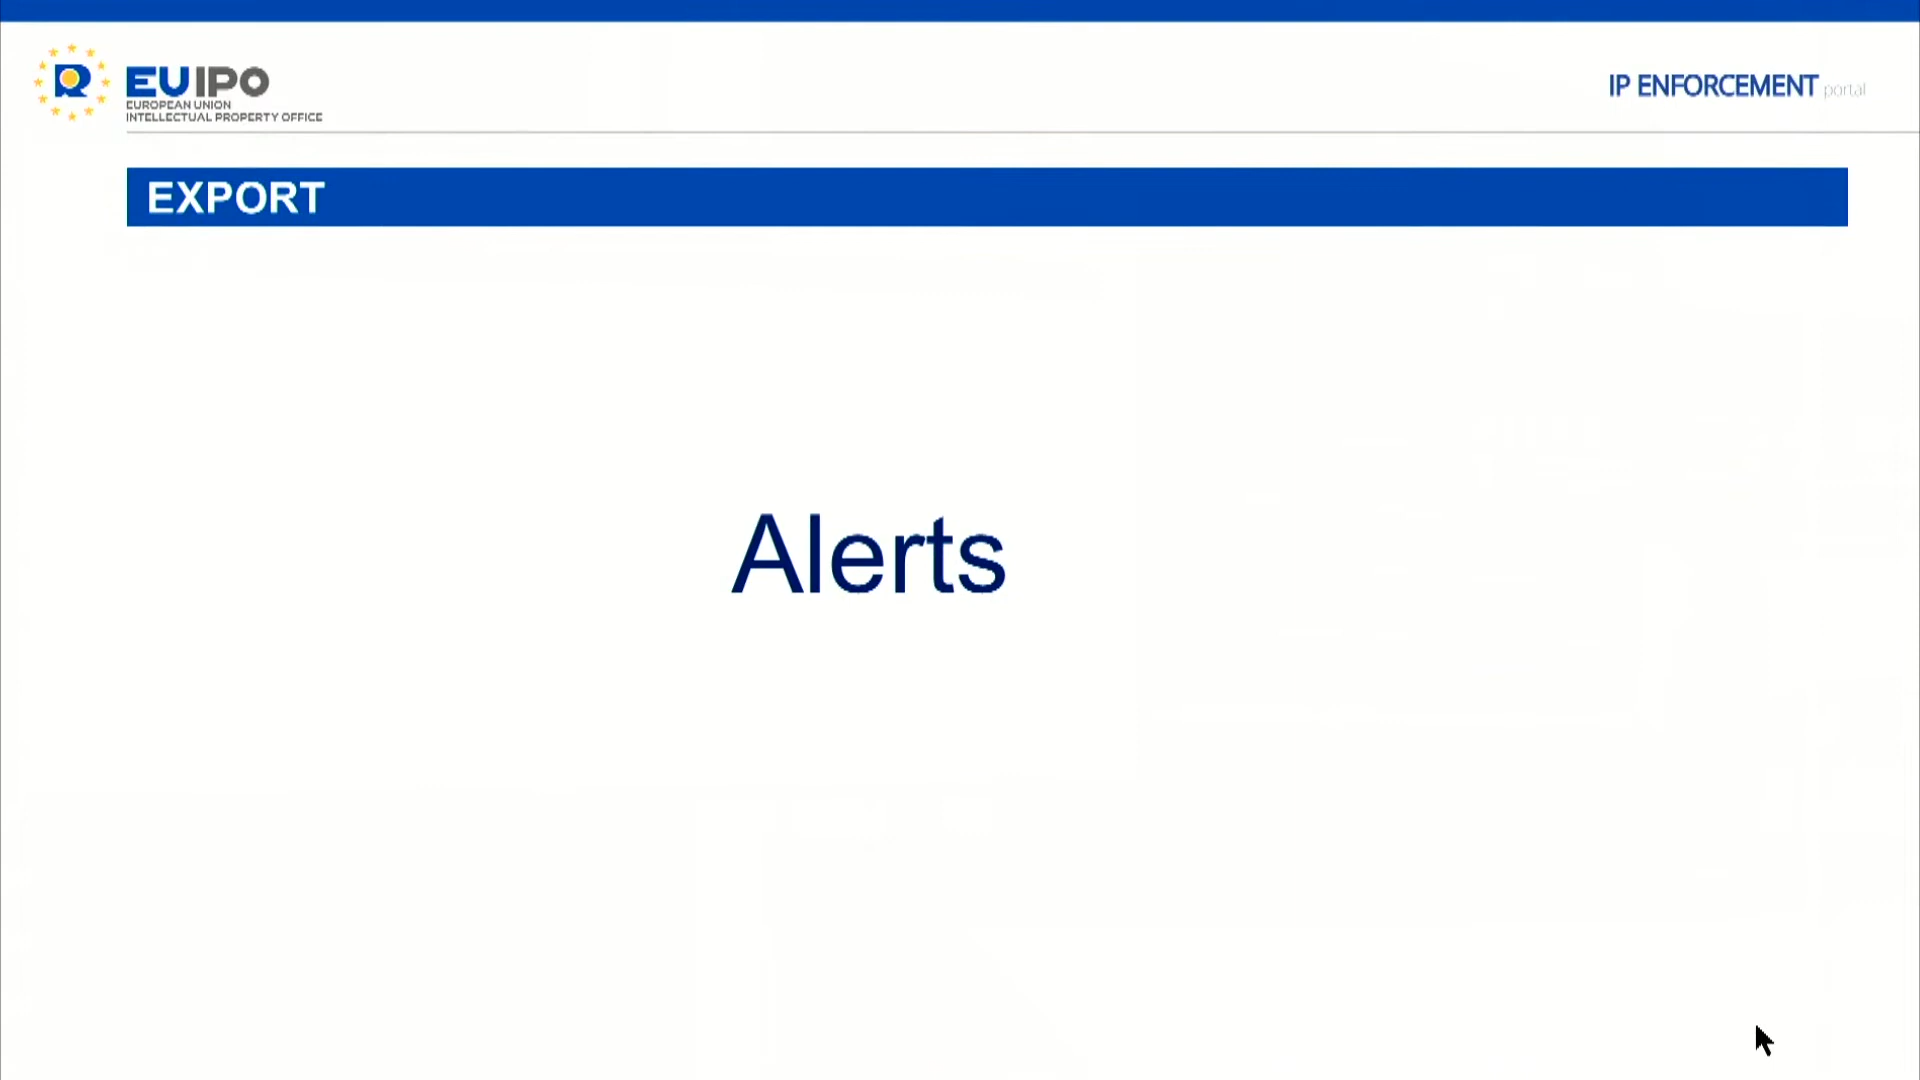 EUIPO
EUROPEAN UNION
INTELLECTUAL PROPERTY OFFICE
IP ENFORCEMENT portal
EXPORT
Alerts